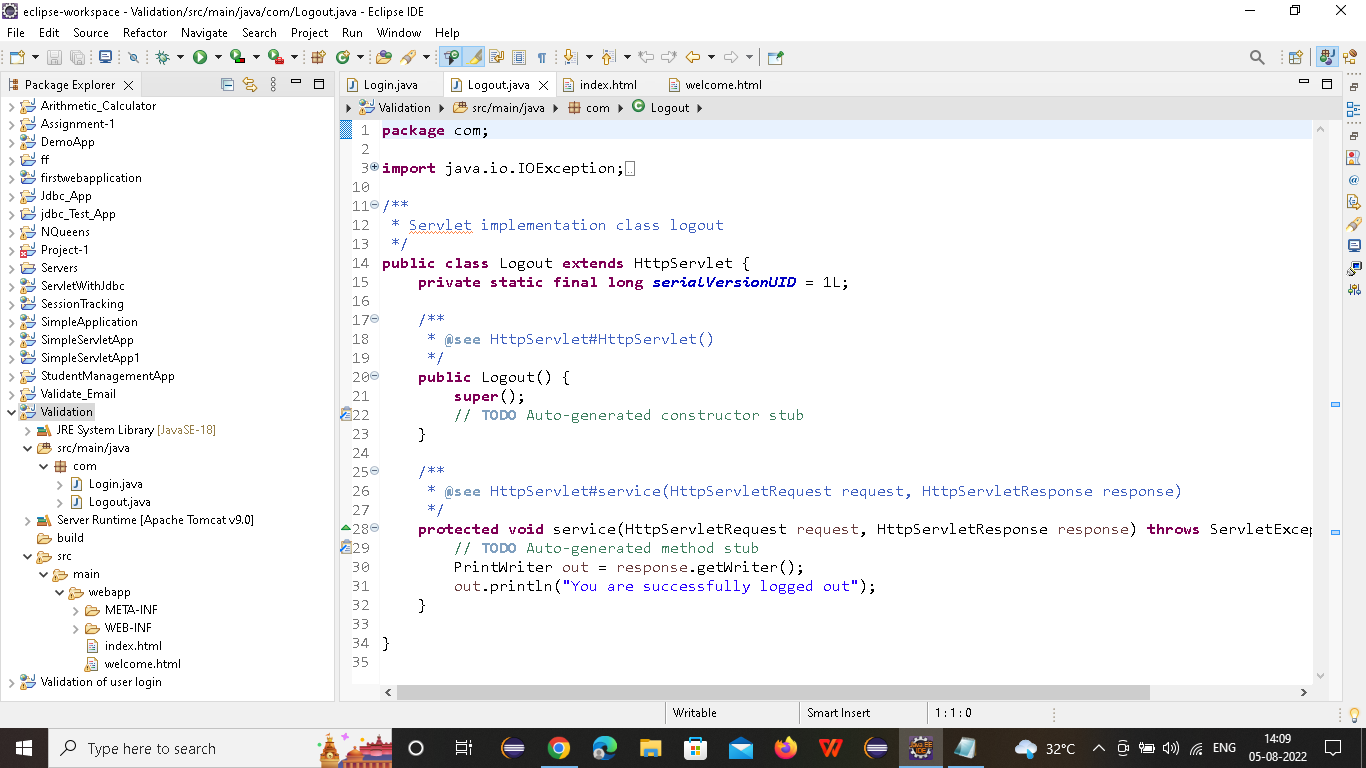 eclipse-workspace - Validation/src/main/java/com/Logout.java - Eclipse IDE
File Edit Source Refactor Navigate Search Project Run Window Help
Package Explorer
Arithmetic_Calculator
Assignment-1
DemoApp
ff
firstwebapplication
Jdbc_App
jdbc_Test_App
NQueens
Project-1
Servers
ServletWithJdbc
SessionTracking
SimpleApplication
SimpleServletApp
SimpleServletApp1
StudentManagementApp
Validate_Email
Validation
JRE System Library [JavaSE-18]
src/main/java
com
Login.java
Logout.java
Server Runtime [Apache Tomcat v9.0]
build
src
main
webapp
META-INF
WEB-INF
index.html
welcome.html
Validation of user login
Login.java Logout.java index.html welcome.html
Validation src/main/java com Logout
1 package com;
2
3 import java.io.IOException;
10
11 /**
12 * Servlet implementation class logout
13 */
14 public class Logout extends HttpServlet {
15 private static final long serialVersionUID = 1L;
16
17 /**
18 * @see HttpServlet#HttpServlet()
19 */
20 public Logout() {
21 super();
22 // TODO Auto-generated constructor stub
23 }
24
25 /**
26 * @see HttpServlet#service(HttpServletRequest request, HttpServletResponse response)
27 */
28 protected void service(HttpServletRequest request, HttpServletResponse response) throws ServletExcep
29 // TODO Auto-generated method stub
30 PrintWriter out = response.getWriter();
31 out.println("You are successfully logged out");
32 }
33
34 }
35
Writable Smart Insert 1 : 1 : 0
Type here to search
32°C ENG 14:09
05-08-2022